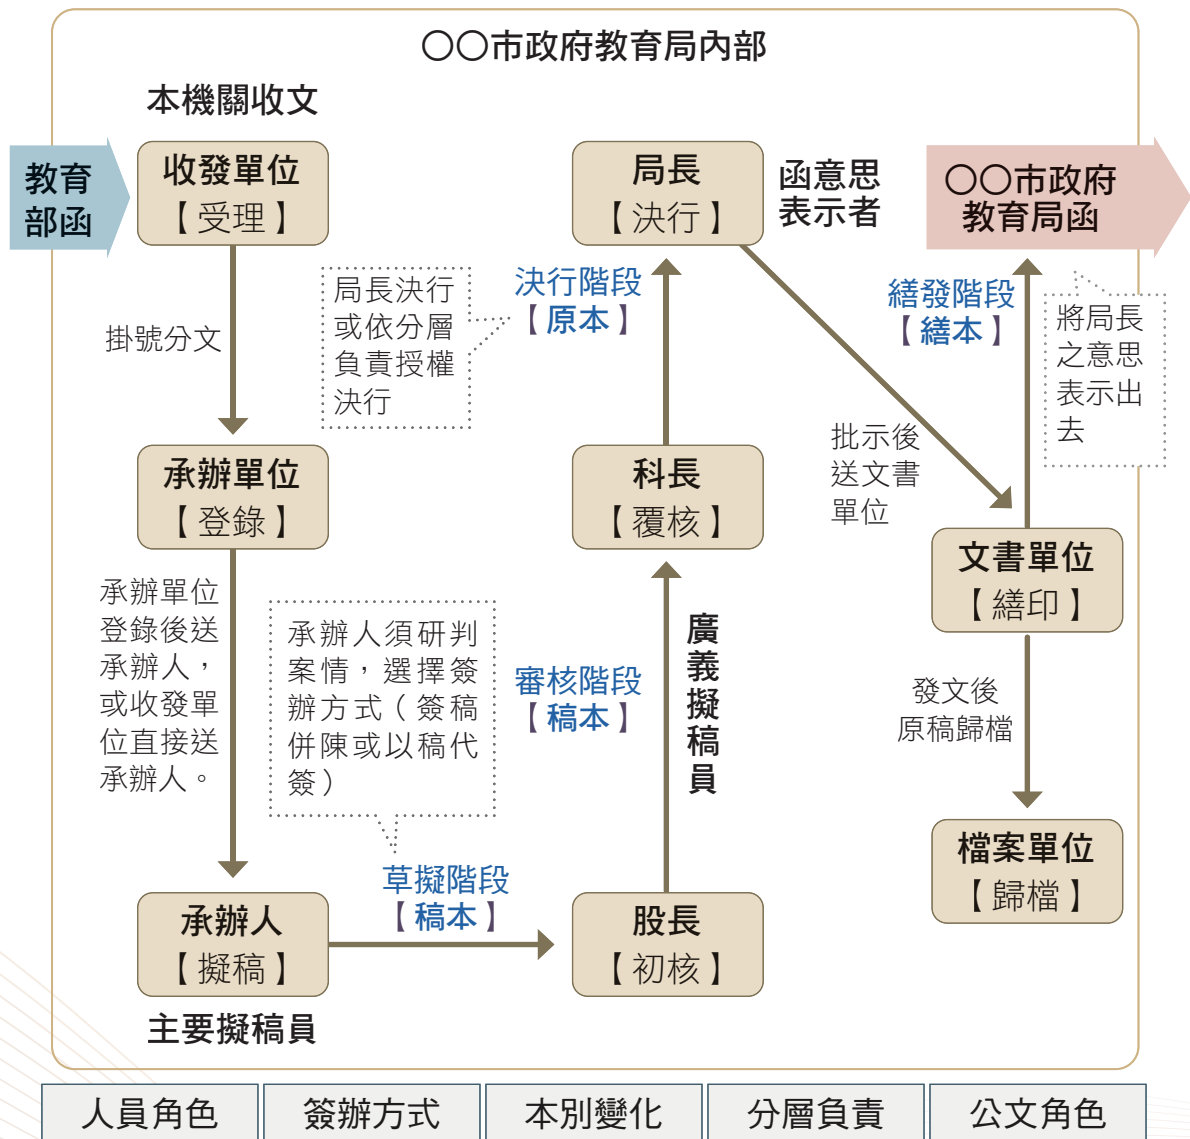 〇〇市政府教育局內部
本機關收文
教育
部函
收發單位
【受理】
掛號分文
承辦單位
【登錄】
承辦單位
登錄後送
承辦人，
或收發單
位直接送
承辦人。
承辦人
【擬稿】
主要擬稿員
承辦人須研判
案情，選擇簽
辦方式（簽稿
併陳或以稿代
簽）
草擬階段
【稿本】
股長
【初核】
審核階段
【稿本】
廣義擬稿員
科長
【覆核】
局長決行
或依分層
負責授權
決行
決行階段
【原本】
局長
【決行】
函意思
表示者
批示後
送文書
單位
文書單位
【繕印】
繕發階段
【繕本】
將局長
之意思
表示出
去
〇〇市政府
教育局函
發文後
原稿歸檔
檔案單位
【歸檔】
人員角色
簽辦方式
本別變化
分層負責
公文角色